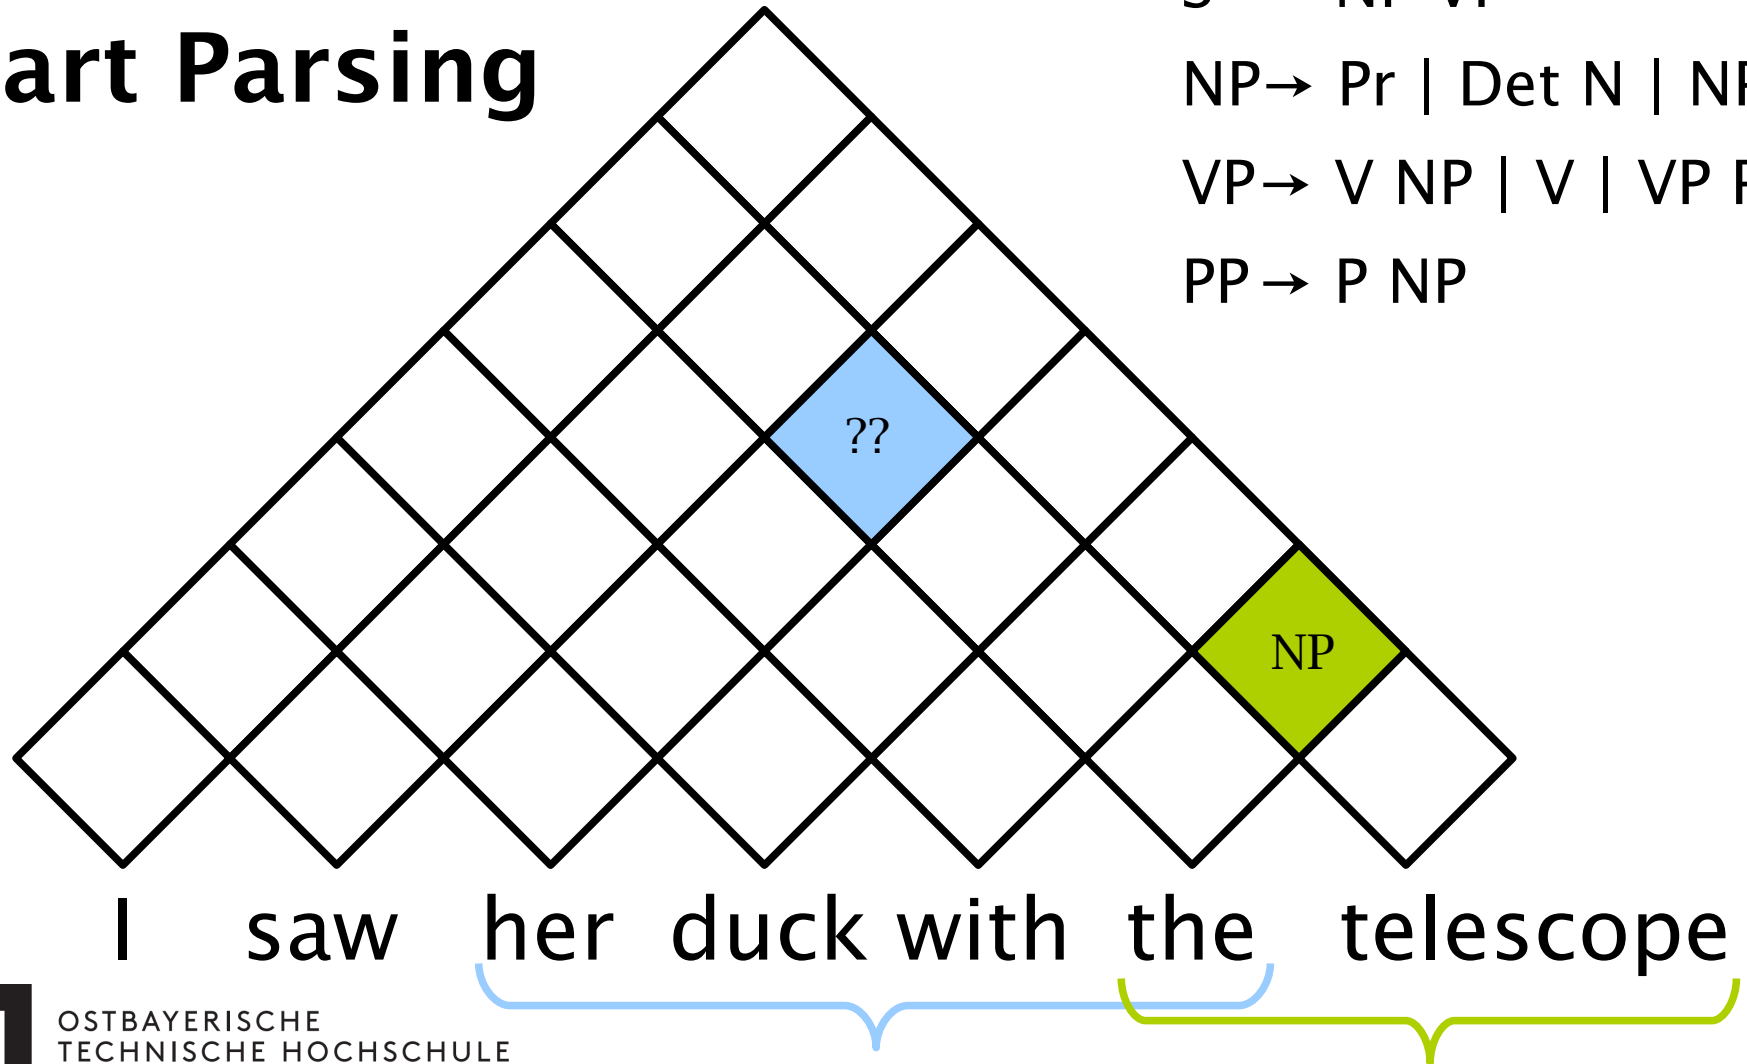 art Parsing
NP→ Pr | Det N | NP
VP→ V NP | V | VP
PP→ P NP
??
NP
I saw her duck with the telescope
OSTBAYERISCHE
TECHNISCHE HOCHSCHULE